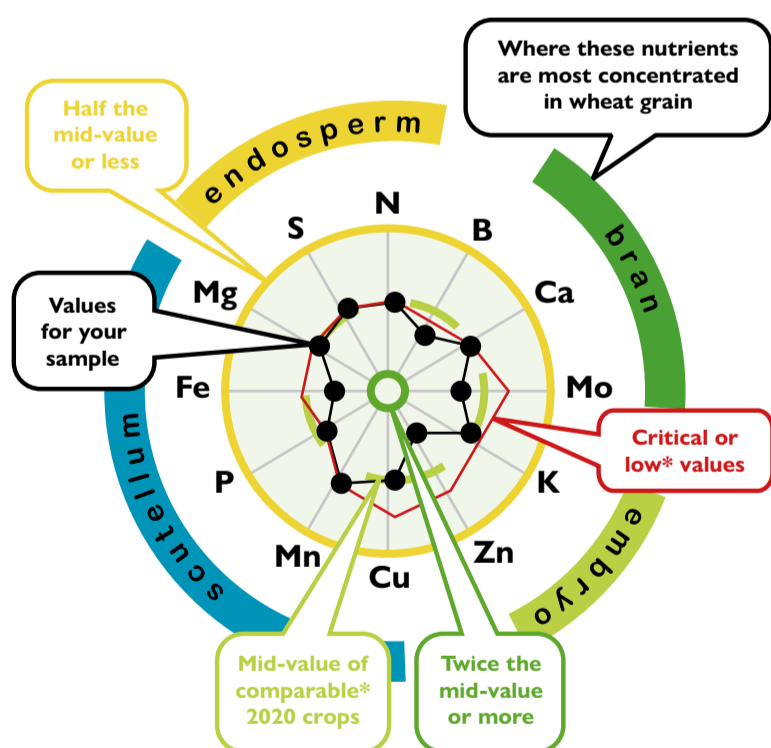 Where these nutrients
are most concentrated
in wheat grain
Half the
mid-value
or less
endosperm
bran
N
S
B
Mg
Ca
Values
for your
sample
Fe
Mo
Critical or
low* values
P
K
scutellum
embryo
Mn
Zn
Cu
Mid-value of
comparable*
2020 crops
Twice the
mid-value
or more